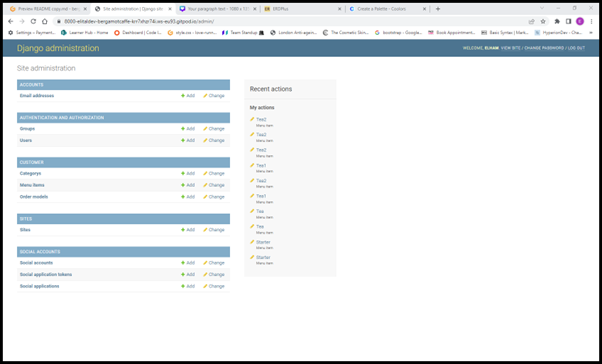 Preview README copy.md - be
Site administration | Django site
Your paragraph text - 1080 x 1
EKOPlus
Create a Palette - Coolors
8000-elitaldev-bergamotcaffe-krr7xhzr74i.ws-eu93.gitpod.io/admin/
Settings - Payment...
Learner Hub - Home
Dashboard | Code I...
style.css - love-runn...
Team Standup
London Anti-agein...
The Cosmetic Skin...
bootstrap - Google...
Book Appointment...
Basic Syntax | Mark...
HyperionDev - Cha...
Django administration
WELCOME, ELHAM. VIEW SITE / CHANGE PASSWORD / LOG OUT
Site administration
ACCOUNTS
Email addresses
Add
Change
AUTHENTICATION AND AUTHORIZATION
Groups
Add
Change
Users
Add
Change
CUSTOMER
Categorys
Add
Change
Menu items
Add
Change
Order models
Add
Change
SITES
Sites
Add
Change
SOCIAL ACCOUNTS
Social accounts
Add
Change
Social application tokens
Add
Change
Social applications
Add
Change
Recent actions
My actions
Tea2
Menu item
Tea2
Menu item
Tea2
Menu item
Tea1
Menu item
Tea2
Menu item
Tea1
Menu item
Tea
Menu item
Tea
Menu item
Starter
Menu item
Starter
Menu item